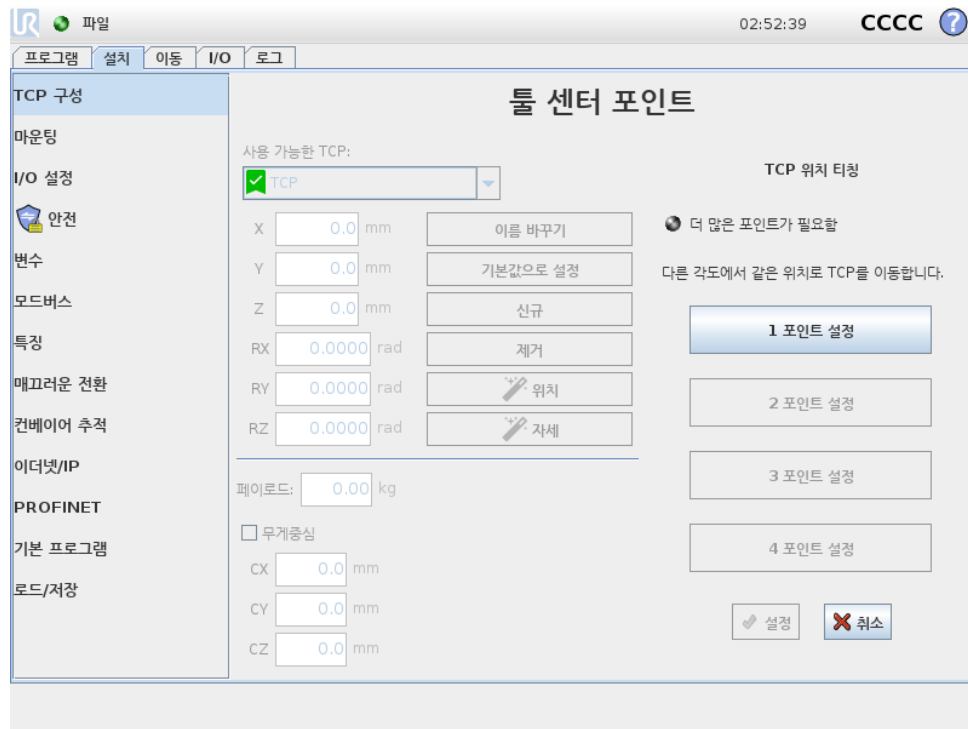 UR 파일 02:52:39 CCCC ?
프로그램 설치 이동 I/O 로그
TCP 구성
마운팅
I/O 설정
안전
변수
모드버스
특징
매끄러운 전환
컨베이어 추적
이더넷/IP
PROFINET
기본 프로그램
로드/저장
툴 센터 포인트
사용 가능한 TCP:
TCP
X 0.0 mm 이름 바꾸기
Y 0.0 mm 기본값으로 설정
Z 0.0 mm 신규
RX 0.0000 rad 제거
RY 0.0000 rad 위치
RZ 0.0000 rad 자세
페이로드: 0.00 kg
무게중심
CX 0.0 mm
CY 0.0 mm
CZ 0.0 mm
TCP 위치 티칭
더 많은 포인트가 필요함
다른 각도에서 같은 위치로 TCP를 이동합니다.
1 포인트 설정
2 포인트 설정
3 포인트 설정
4 포인트 설정
설정 취소